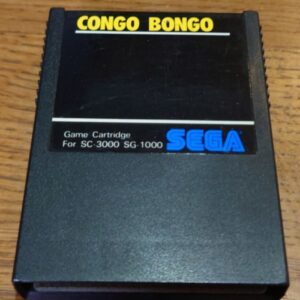 CONGO BONGO
Game Cartridge
For SC-3000 SG-1000
SEGA